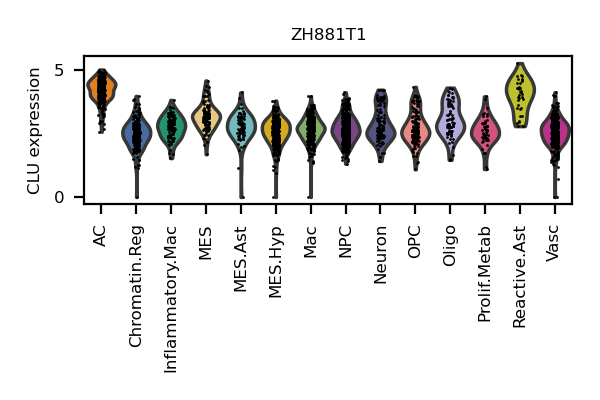 ZH881T1
CLU expression
5
0
AC
Chromatin.Reg
Inflammatory.Mac
MES
MES.Ast
MES.Hyp
Mac
NPC
Neuron
OPC
Oligo
Prolif.Metab
Reactive.Ast
Vasc